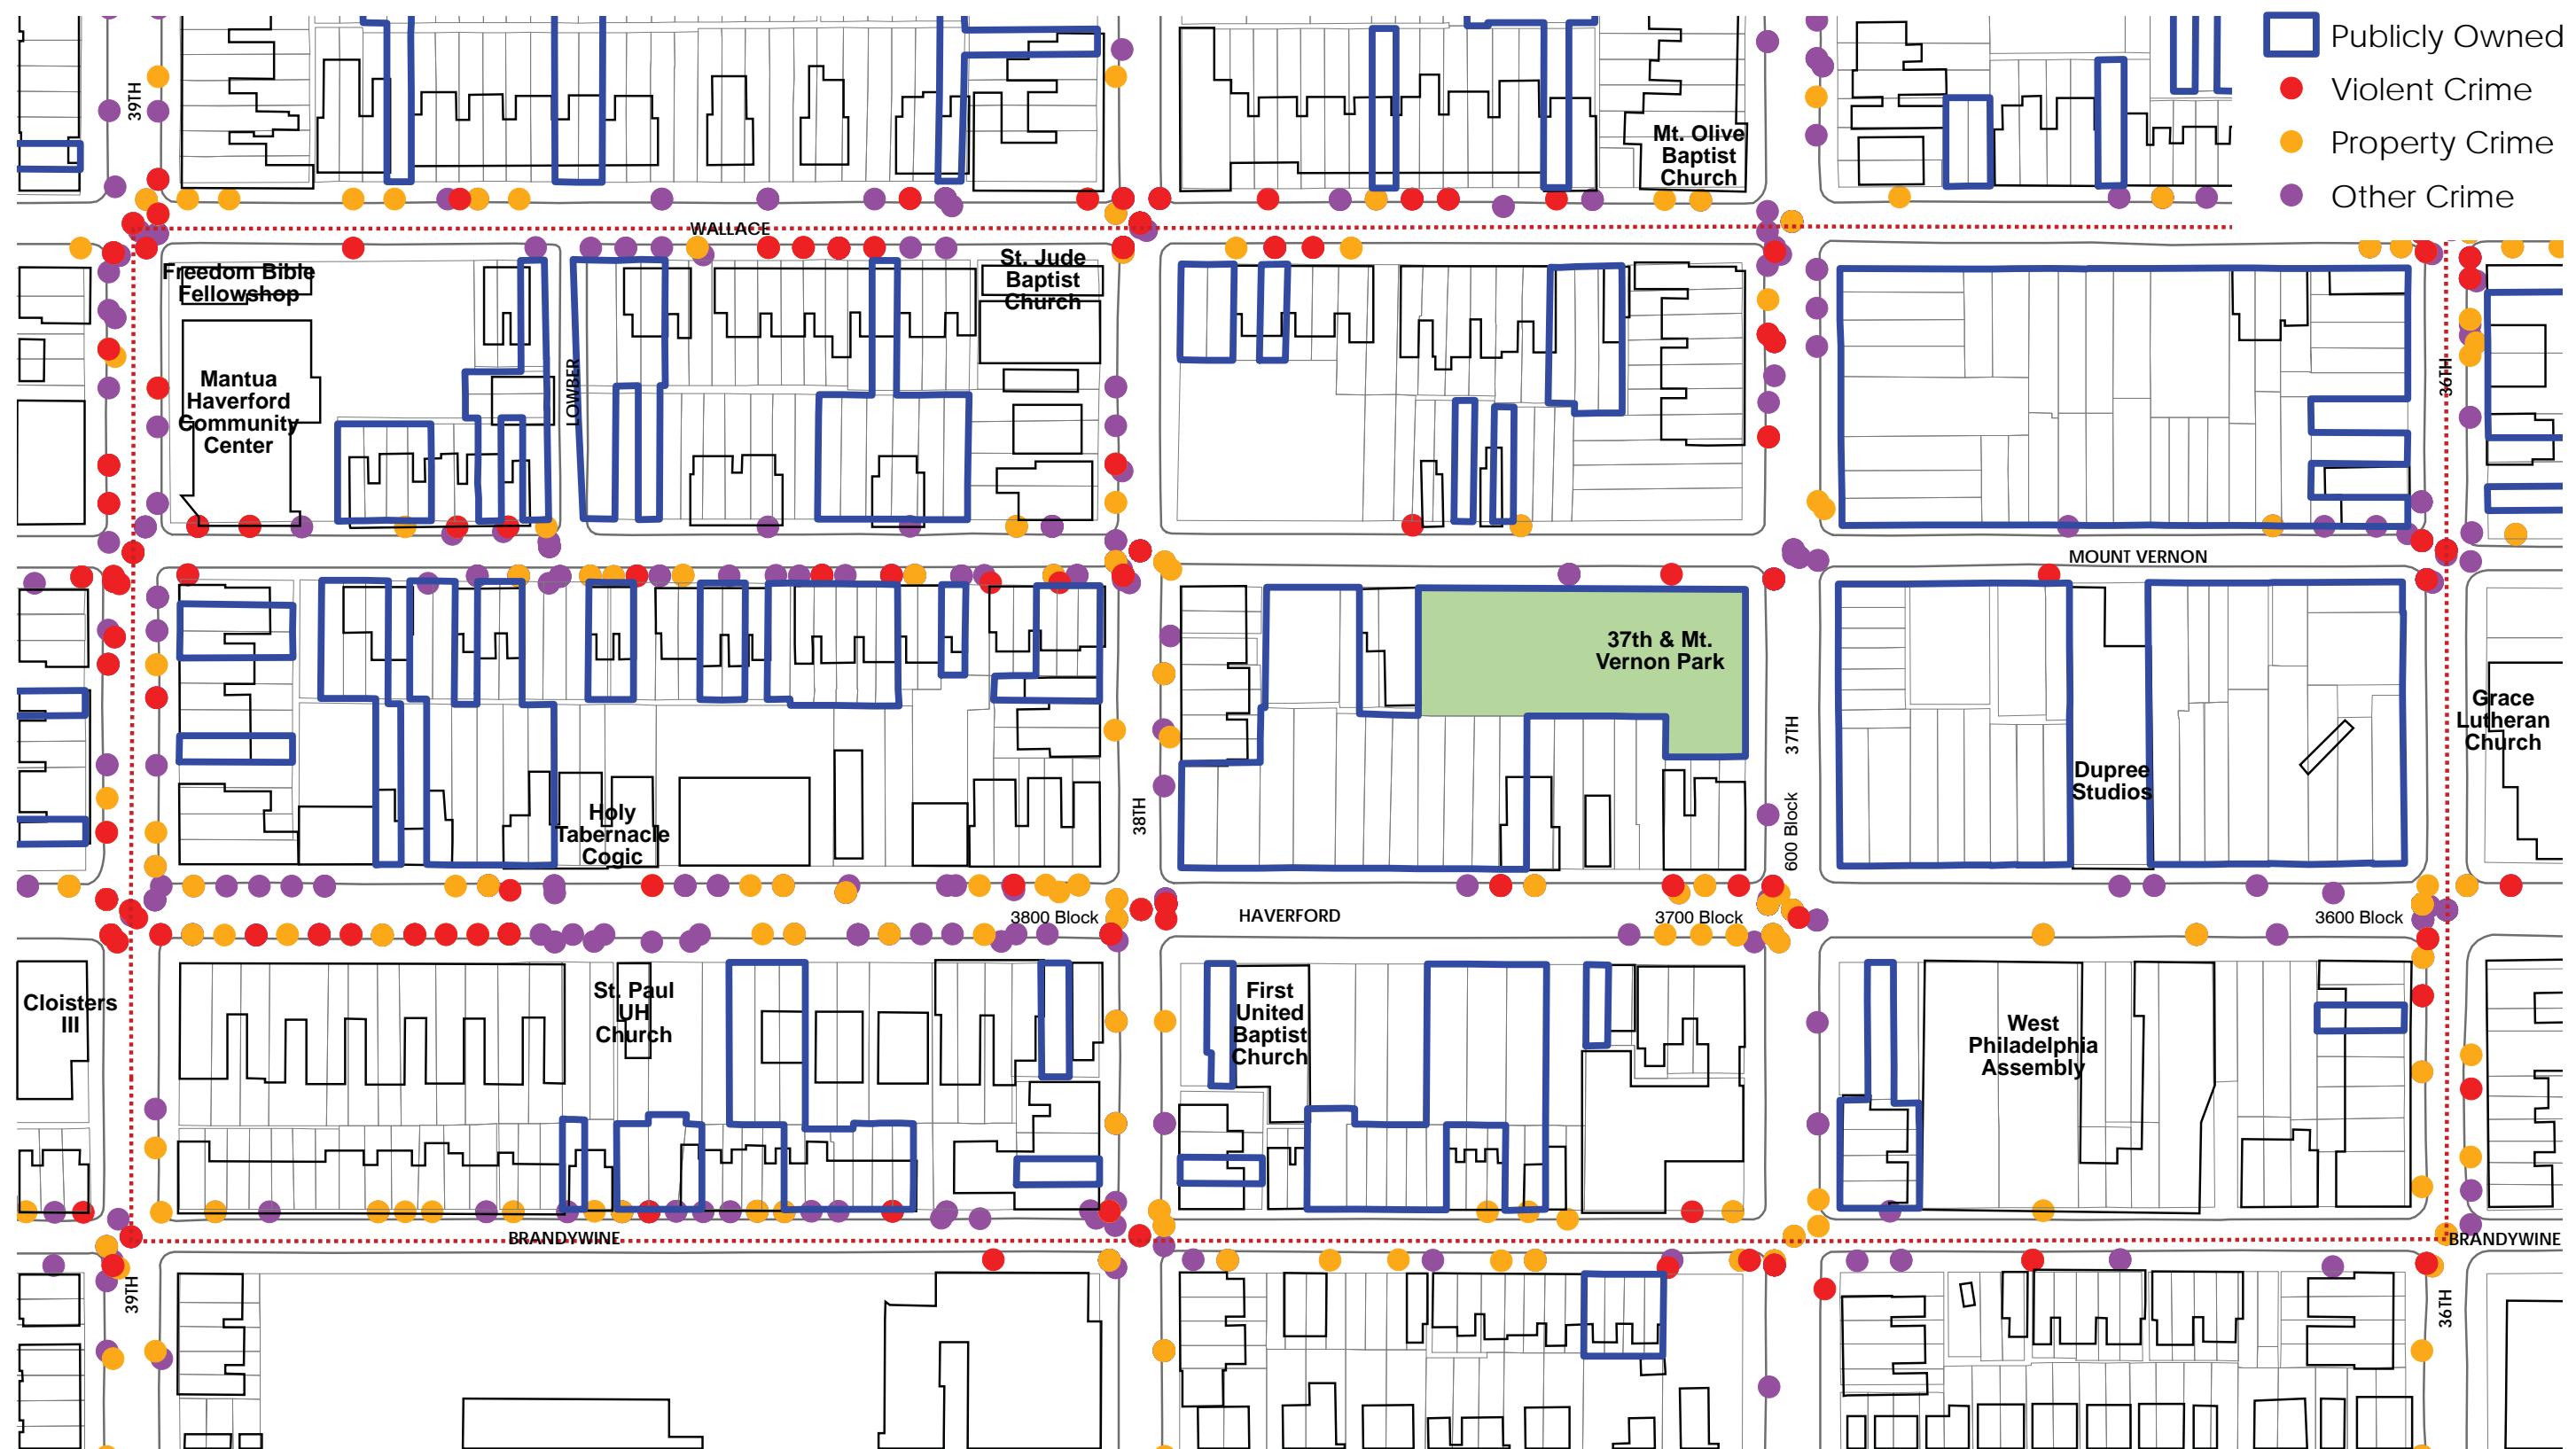 Publicly Owned
Violent Crime
Property Crime
Other Crime
39TH
Mt. Olive
Baptist
Church
WALLACE
Freedom Bible
Fellowshop
St. Jude
Baptist
Church
Mantua
Haverford
Community
Center
LOWBER
36TH
MOUNT VERNON
37th & Mt.
Vernon Park
Grace
Lutheran
Church
37TH
Dupree
Studios
38TH
600 Block
Holy
Tabernacle
Cogic
3800 Block
HAVERFORD
3700 Block
3600 Block
Cloisters
III
St. Paul
UH
Church
First
United
Baptist
Church
West
Philadelphia
Assembly
BRANDYWINE
BRANDYWINE
39TH
36TH